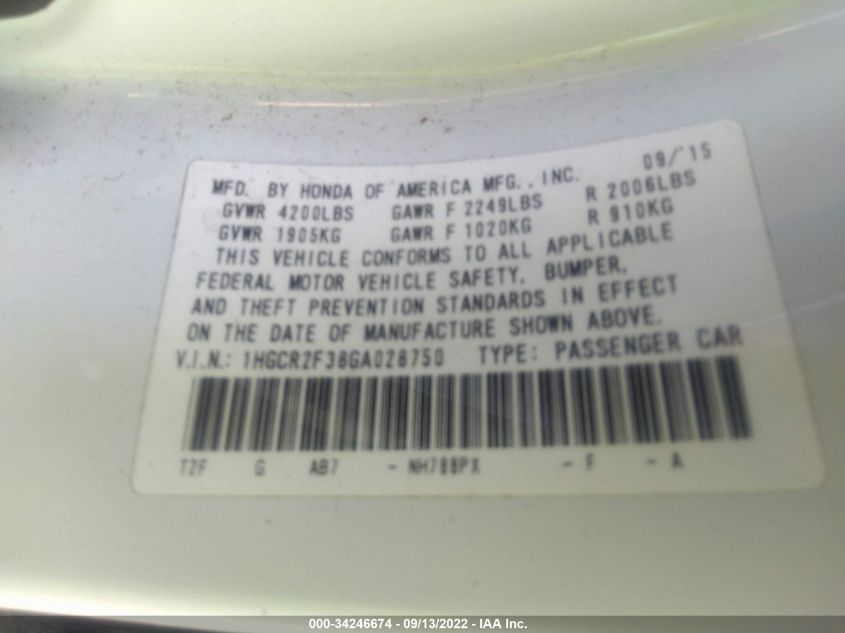 09/'15
MFD. BY HONDA OF AMERICA MFG., INC.
GVWR 4200LBS GAWR F 2249LBS R 2006LBS
GVWR 1905KG GAWR F 1020KG R 910KG
THIS VEHICLE CONFORMS TO ALL APPLICABLE
FEDERAL MOTOR VEHICLE SAFETY, BUMPER,
AND THEFT PREVENTION STANDARDS IN EFFECT
ON THE DATE OF MANUFACTURE SHOWN ABOVE.
V.I.N.: 1HGCR2F38GA028750 TYPE: PASSENGER CAR
T2F G AB7 - NH788PX - F - A
000-34246674 - 09/13/2022 - IAA Inc.